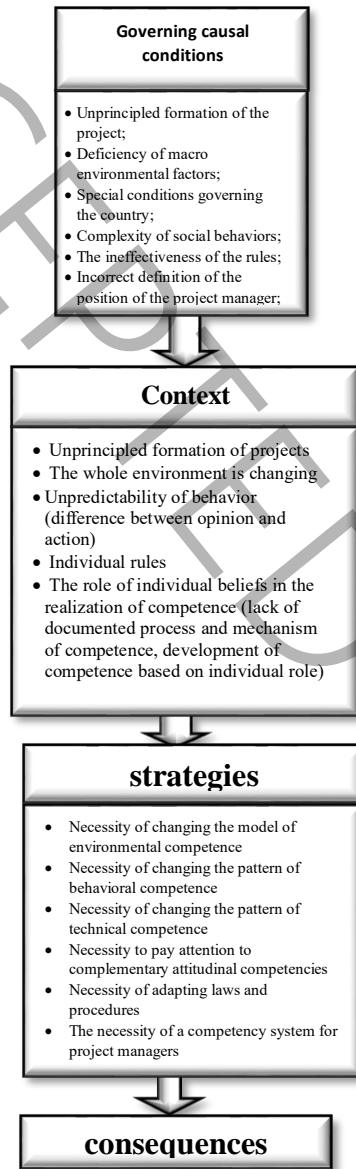 Governing causal
conditions
• Unprincipled formation of the
project;
• Deficiency of macro
environmental factors;
• Special conditions governing
the country;
• Complexity of social behaviors;
• The ineffectiveness of the rules;
• Incorrect definition of the
position of the project manager;
Context
• Unprincipled formation of projects
• The whole environment is changing
• Unpredictability of behavior
(difference between opinion and
action)
• Individual rules
• The role of individual beliefs in the
realization of competence (lack of
documented process and mechanism
of competence, development of
competence based on individual role)
strategies
• Necessity of changing the model of
environmental competence
• Necessity of changing the pattern of
behavioral competence
• Necessity of changing the pattern of
technical competence
• Necessity to pay attention to
complementary attitudinal competencies
• Necessity of adapting laws and
procedures
• The necessity of a competency system for
project managers
consequences